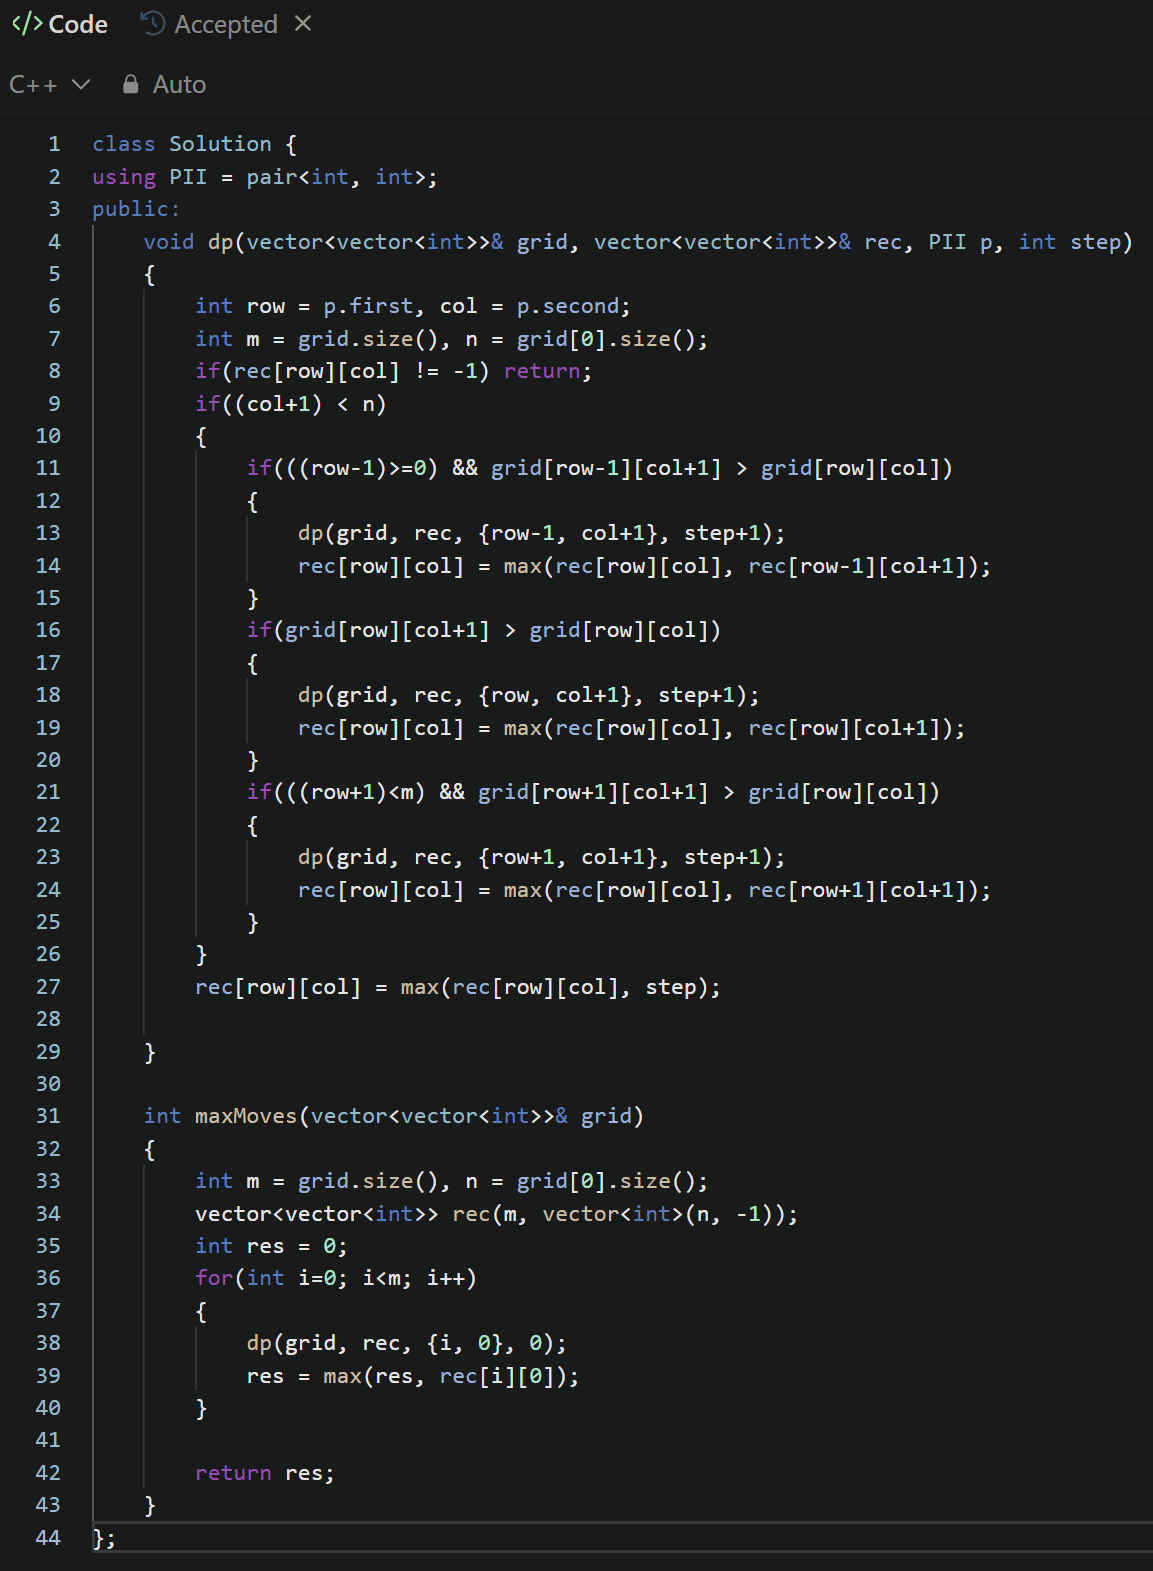 </> Code Accepted ×
C++ Auto
1 class Solution {
2 using PII = pair<int, int>;
3 public:
4     void dp(vector<vector<int>>& grid, vector<vector<int>>& rec, PII p, int step)
5     {
6         int row = p.first, col = p.second;
7         int m = grid.size(), n = grid[0].size();
8         if(rec[row][col] != -1) return;
9         if((col+1) < n)
10         {
11             if(((row-1)>=0) && grid[row-1][col+1] > grid[row][col])
12             {
13                 dp(grid, rec, {row-1, col+1}, step+1);
14                 rec[row][col] = max(rec[row][col], rec[row-1][col+1]);
15             }
16             if(grid[row][col+1] > grid[row][col])
17             {
18                 dp(grid, rec, {row, col+1}, step+1);
19                 rec[row][col] = max(rec[row][col], rec[row][col+1]);
20             }
21             if(((row+1)<m) && grid[row+1][col+1] > grid[row][col])
22             {
23                 dp(grid, rec, {row+1, col+1}, step+1);
24                 rec[row][col] = max(rec[row][col], rec[row+1][col+1]);
25             }
26         }
27         rec[row][col] = max(rec[row][col], step);
28
29     }
30
31     int maxMoves(vector<vector<int>>& grid)
32     {
33         int m = grid.size(), n = grid[0].size();
34         vector<vector<int>> rec(m, vector<int>(n, -1));
35         int res = 0;
36         for(int i=0; i<m; i++)
37         {
38             dp(grid, rec, {i, 0}, 0);
39             res = max(res, rec[i][0]);
40         }
41
42         return res;
43     }
44 };